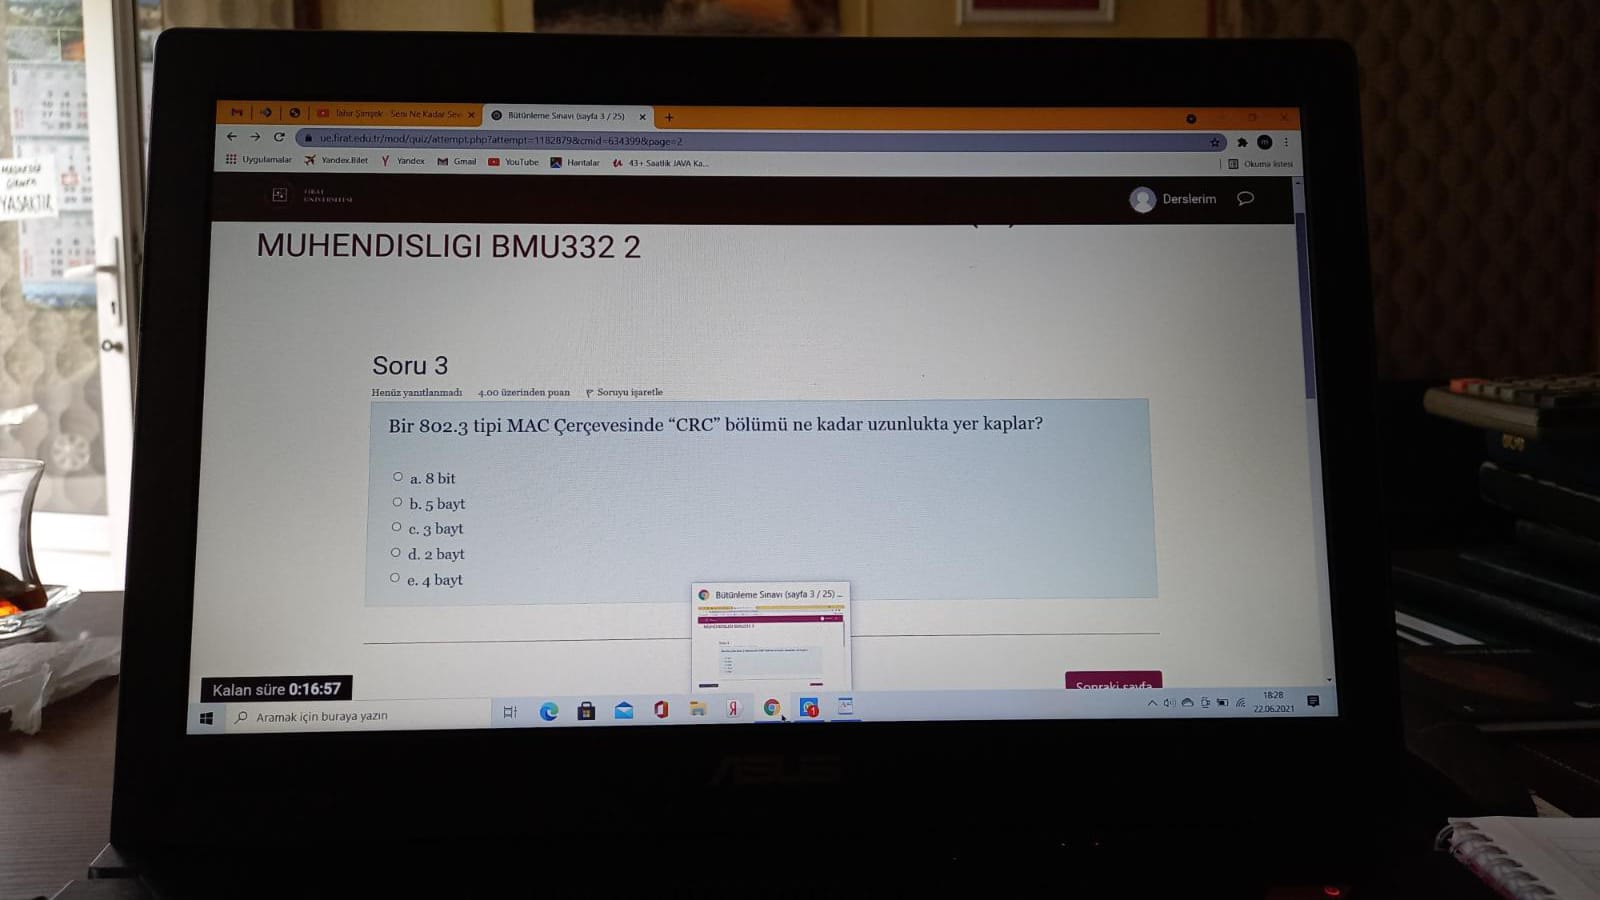 Tahir Şimşek - Seni Ne Kadar Sev
Bütünleme Sınavı (sayfa 3 / 25)
ue.firat.edu.tr/mod/quiz/attempt.php?attempt=1182879&cmid=634399&page=2
Uygulamalar Yandex.Bilet Yandex Gmail YouTube Haritalar 43+ Saatlik JAVA Ka... Okuma listesi
FIRAT
ÜNİVERSİTESİ
Derslerim
MUHENDISLIGI BMU332 2
YASAKTIR
Soru 3
Henüz yanıtlanmadı 4.00 üzerinden puan Soruyu işaretle
Bir 802.3 tipi MAC Çerçevesinde “CRC” bölümü ne kadar uzunlukta yer kaplar?
a. 8 bit
b. 5 bayt
c. 3 bayt
d. 2 bayt
e. 4 bayt
Bütünleme Sınavı (sayfa 3 / 25) ...
Kalan süre 0:16:57
Sonraki sayfa
Aramak için buraya yazın
1
18:28
22.06.2021
ASUS